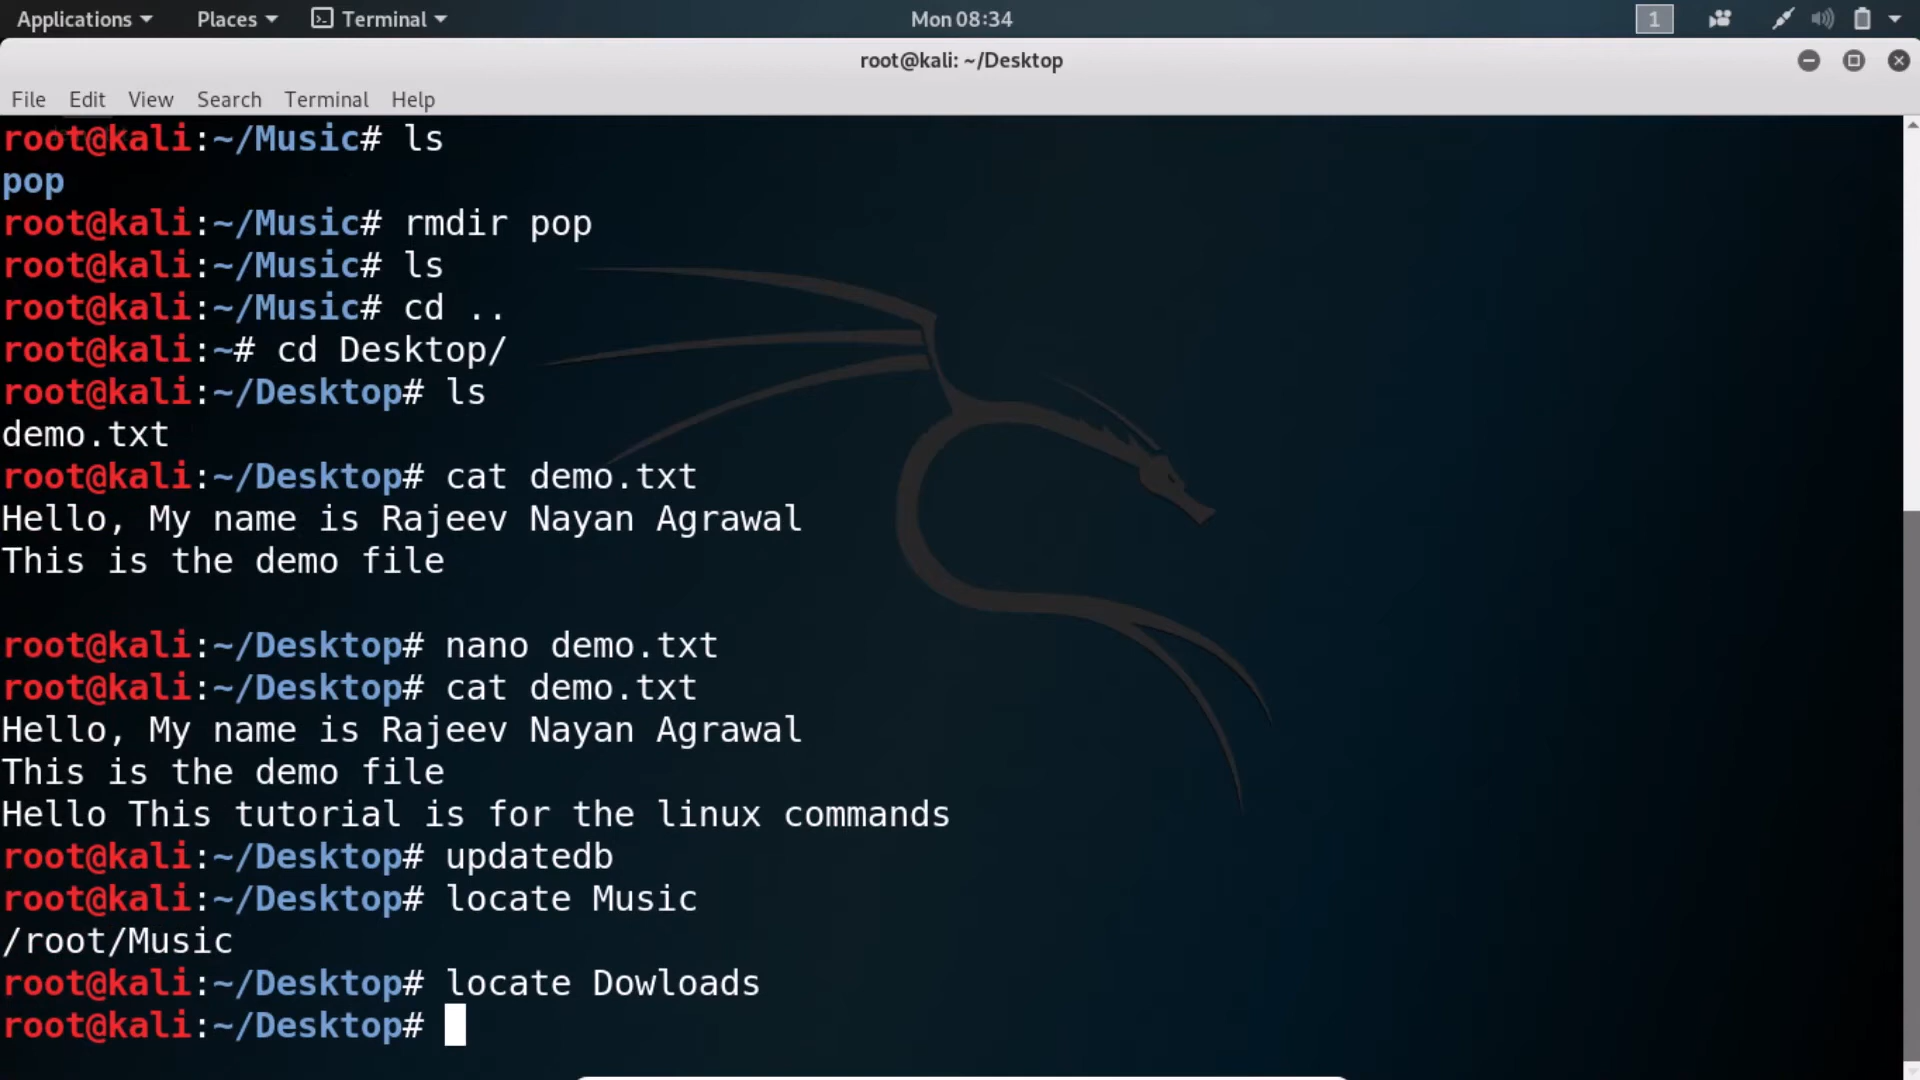 Applications Places Terminal Mon 08:34 1
root@kali: ~/Desktop
File Edit View Search Terminal Help
root@kali:~/Music# ls
pop
root@kali:~/Music# rmdir pop
root@kali:~/Music# ls
root@kali:~/Music# cd ..
root@kali:~# cd Desktop/
root@kali:~/Desktop# ls
demo.txt
root@kali:~/Desktop# cat demo.txt
Hello, My name is Rajeev Nayan Agrawal
This is the demo file
root@kali:~/Desktop# nano demo.txt
root@kali:~/Desktop# cat demo.txt
Hello, My name is Rajeev Nayan Agrawal
This is the demo file
Hello This tutorial is for the linux commands
root@kali:~/Desktop# updatedb
root@kali:~/Desktop# locate Music
/root/Music
root@kali:~/Desktop# locate Dowloads
root@kali:~/Desktop#